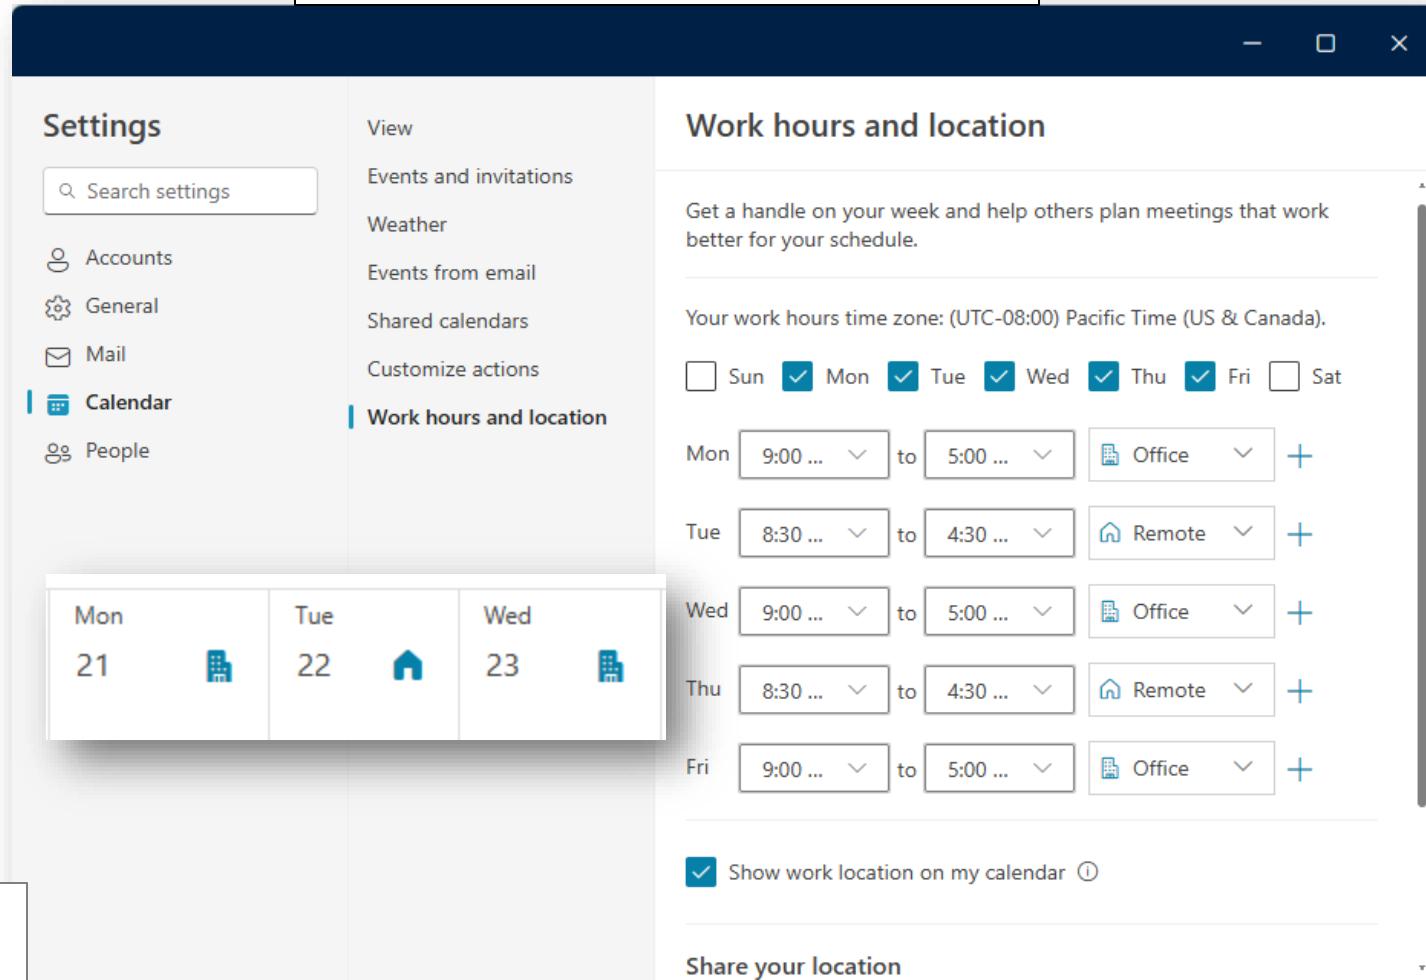 Settings
Search settings
Accounts
General
Mail
Calendar
People
View
Events and invitations
Weather
Events from email
Shared calendars
Customize actions
Work hours and location
Mon Tue Wed
21 22 23
Work hours and location
Get a handle on your week and help others plan meetings that work
better for your schedule.
Your work hours time zone: (UTC-08:00) Pacific Time (US & Canada).
Sun Mon Tue Wed Thu Fri Sat
Mon 9:00 ... to 5:00 ... Office
Tue 8:30 ... to 4:30 ... Remote
Wed 9:00 ... to 5:00 ... Office
Thu 8:30 ... to 4:30 ... Remote
Fri 9:00 ... to 5:00 ... Office
Show work location on my calendar
Share your location